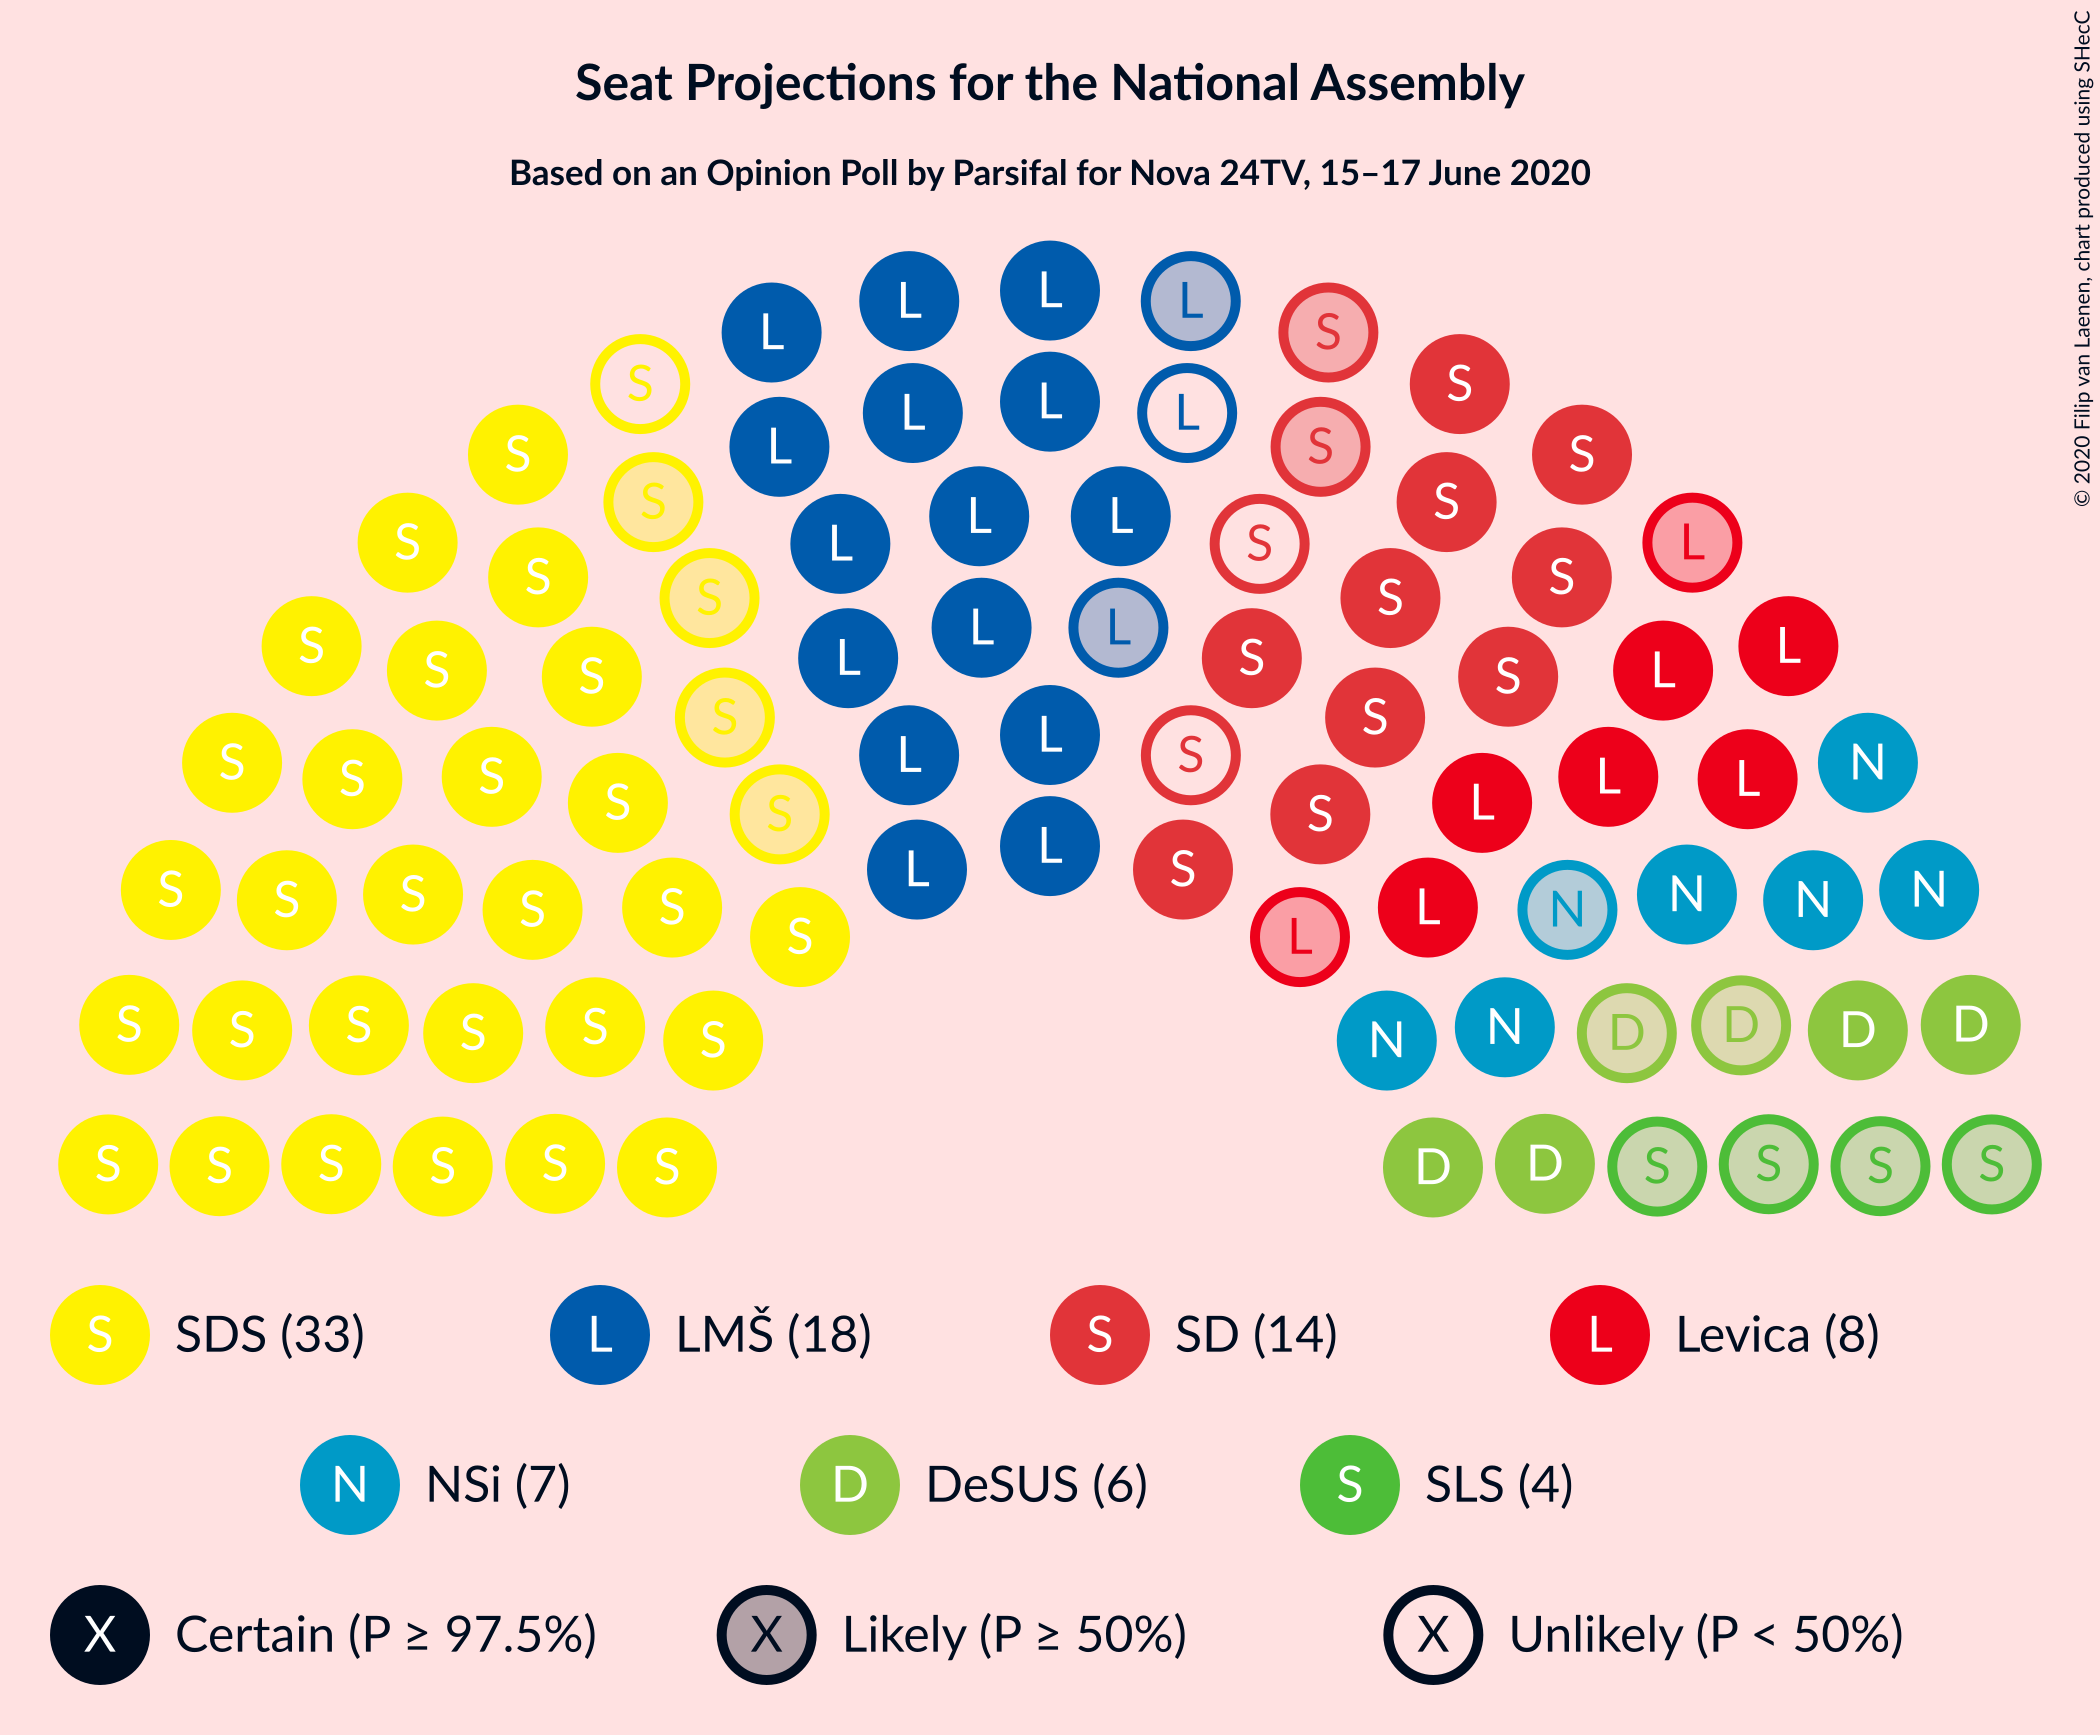 Seat Projections for the National Assembly
Based on an Opinion Poll by Parsifal for Nova 24TV, 15–17 June 2020
© 2020 Filip van Laenen, chart produced using SHecC
L L L L S
S L L L L S S
S S L L L S S S
S S S L L L S S S L
S S S S L L S S S L L
S S S S S L L S S L L L N
S S S S S S L L N N N N
S S S S S S N N D D D D
S S S S S S D D S S S S
S SDS (33) L LMŠ (18) S SD (14) L Levica (8)
N NSi (7) D DeSUS (6) S SLS (4)
X Certain (P ≥ 97.5%) X Likely (P ≥ 50%) X Unlikely (P < 50%)